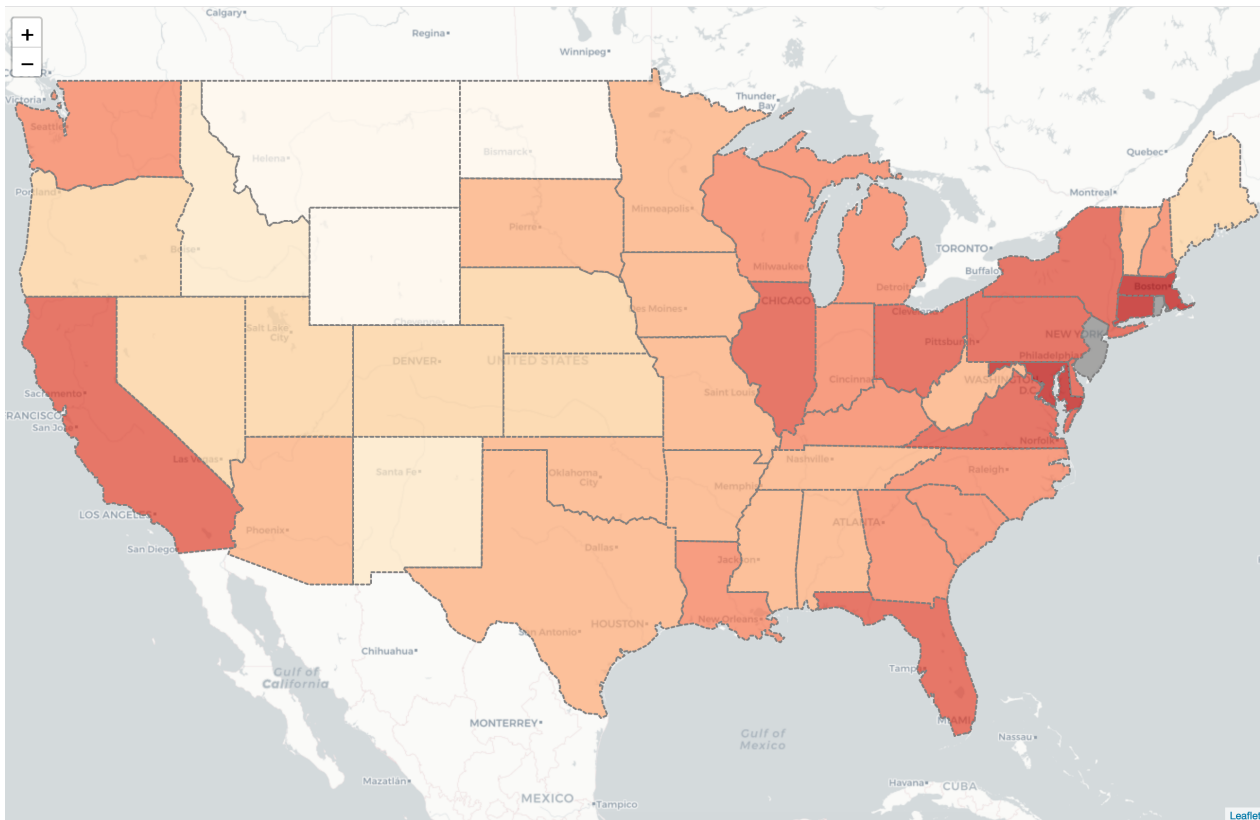 Calgary
+
Regina
Winnipeg
−
Victoria
Thunder
Bay
Seattle
Helena
Bismarck
Quebec
Montreal
Portland
Minneapolis
Pierre
Boise
TORONTO
Milwaukee
Buffalo
Detroit
Boston
CHICAGO
Cheyenne
Des Moines
Cleveland
Salt Lake
City
NEW YORK
Pittsburgh
DENVER
UNITED STATES
Philadelphia
Cincinna
WASHINGTON
D.C.
Sacramento
Saint Louis
RANCISCO
San Jose
Norfolk
Las Vegas
Nashville
Santa Fe
Oklahoma
City
Raleigh
Memphis
LOS ANGELES
ATLANTA
Phoenix
San Diego
Dallas
Jackson
New Orleans
HOUSTON
San Antonio
Chihuahua
Gulf of
California
Tampa
MIAMI
MONTERREY
Gulf of
Mexico
Nassau
Mazatlán
Havana
CUBA
MEXICO
Tampico
Leaflet